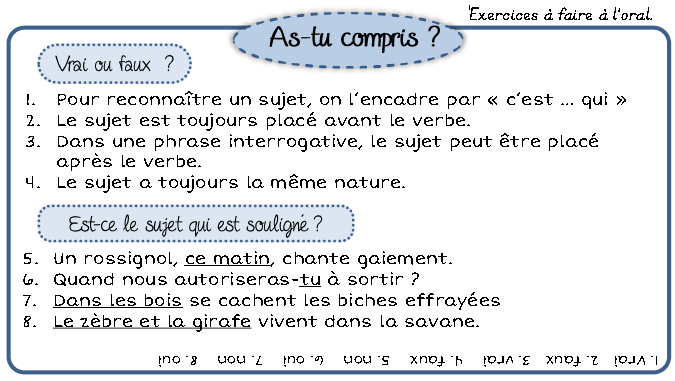 Exercices à faire à l'oral.
As-tu compris ?
Vrai ou faux ?
1. Pour reconnaître un sujet, on l'encadre par « c'est ... qui »
2. Le sujet est toujours placé avant le verbe.
3. Dans une phrase interrogative, le sujet peut être placé
après le verbe.
4. Le sujet a toujours la même nature.
Est-ce le sujet qui est souligné ?
5. Un rossignol, ce matin, chante gaiement.
6. Quand nous autoriseras-tu à sortir ?
7. Dans les bois se cachent les biches effrayées
8. Le zèbre et la girafe vivent dans la savane.
1. vrai 2. faux 3. vrai 4. faux 5. non 6. oui 7. non 8. oui